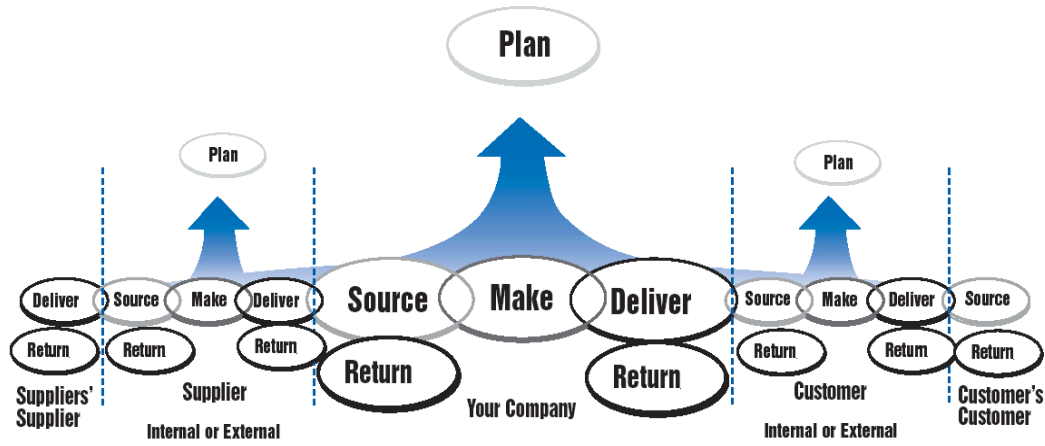 Plan
Plan
Plan
Deliver
Source
Make
Deliver
Source
Make
Deliver
Source
Make
Deliver
Source
Return
Return
Return
Return
Return
Return
Return
Return
Suppliers'
Supplier
Supplier
Your Company
Customer
Customer's
Customer
Internal or External
Internal or External